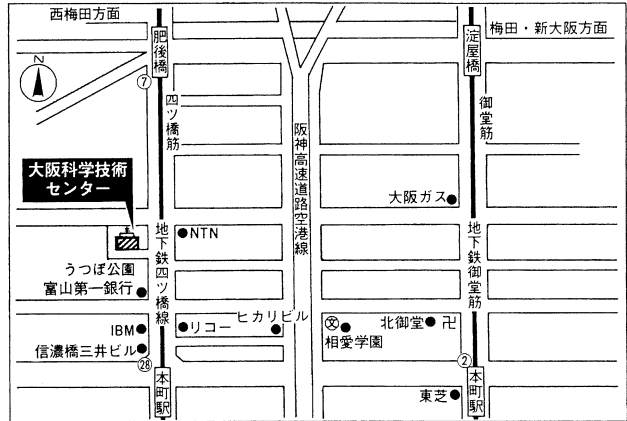 西梅田方面
梅田・新大阪方面
N
肥後橋
淀屋橋
⑦
四ツ橋筋
御堂筋
阪神高速道路空港線
大阪科学技術
センター
大阪ガス
NTN
地下鉄四ツ橋線
地下鉄御堂筋
うつぼ公園
富山第一銀行
ヒカリビル
IBM
リコー
文
相愛学園
北御堂
卍
信濃橋三井ビル
㉘
②
本町駅
本町駅
東芝